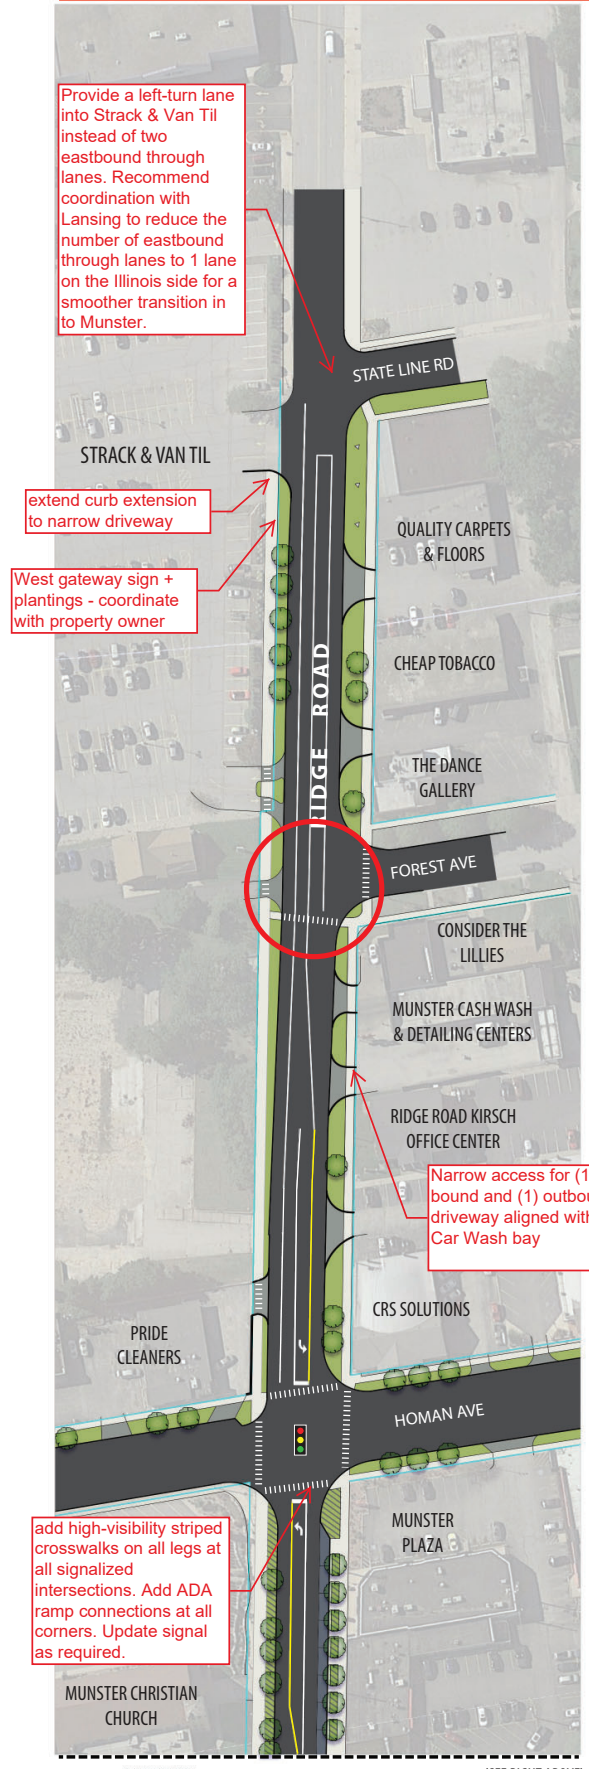 Provide a left-turn lane
into Strack & Van Til
instead of two
eastbound through
lanes. Recommend
coordination with
Lansing to reduce the
number of eastbound
through lanes to 1 lane
on the Illinois side for a
smoother transition in
to Munster.
STATE LINE RD
STRACK & VAN TIL
extend curb extension
to narrow driveway
QUALITY CARPETS
& FLOORS
West gateway sign +
plantings - coordinate
with property owner
RIDGE ROAD
CHEAP TOBACCO
THE DANCE
GALLERY
FOREST AVE
CONSIDER THE
LILLIES
MUNSTER CASH WASH
& DETAILING CENTERS
RIDGE ROAD KIRSCH
OFFICE CENTER
Narrow access for (1
bound and (1) outbou
driveway aligned with
Car Wash bay
CRS SOLUTIONS
PRIDE
CLEANERS
HOMAN AVE
MUNSTER
PLAZA
add high-visibility striped
crosswalks on all legs at
all signalized
intersections. Add ADA
ramp connections at all
corners. Update signal
as required.
MUNSTER CHRISTIAN
CHURCH